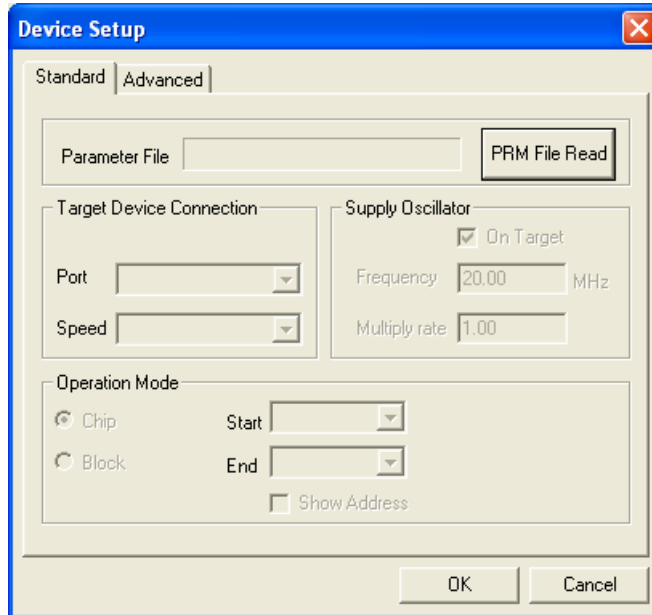 Device Setup
Standard Advanced
Parameter File PRM File Read
Target Device Connection
Port
Speed
Supply Oscillator
On Target
Frequency 20.00 MHz
Multiply rate 1.00
Operation Mode
Chip Start
Block End
Show Address
OK Cancel